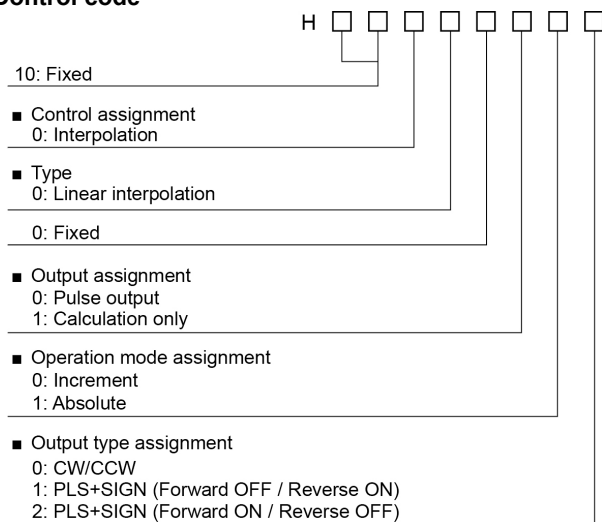 Control code
H □ □ □ □ □ □ □ □
10: Fixed
■ Control assignment
0: Interpolation
■ Type
0: Linear interpolation
0: Fixed
■ Output assignment
0: Pulse output
1: Calculation only
■ Operation mode assignment
0: Increment
1: Absolute
■ Output type assignment
0: CW/CCW
1: PLS+SIGN (Forward OFF / Reverse ON)
2: PLS+SIGN (Forward ON / Reverse OFF)